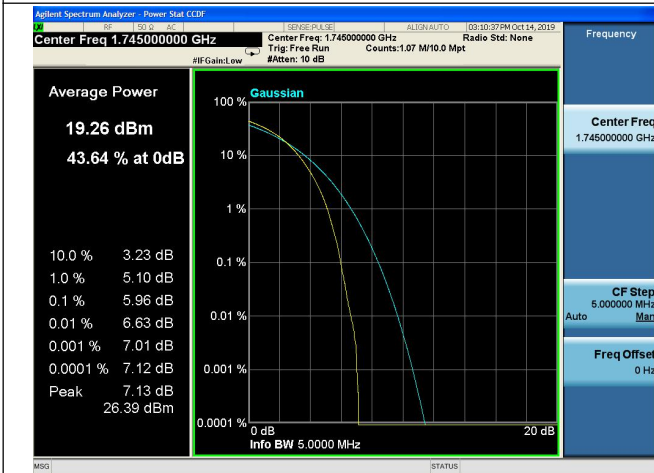 Agilent Spectrum Analyzer - Power Stat CCDF
RF 50 Ω AC SENSE:PULSE ALIGN AUTO 03:10:37 PM Oct 14, 2019
Center Freq 1.745000000 GHz
Center Freq: 1.745000000 GHz Radio Std: None
Trig: Free Run Counts:1.07 M/10.0 Mpt
#IFGain:Low #Atten: 10 dB
Frequency
Average Power
19.26 dBm
43.64 % at 0dB
10.0 % 3.23 dB
1.0 % 5.10 dB
0.1 % 5.96 dB
0.01 % 6.63 dB
0.001 % 7.01 dB
0.0001 % 7.12 dB
Peak 7.13 dB
26.39 dBm
Gaussian
100 %
10 %
1 %
0.1 %
0.01 %
0.001 %
0.0001 %
0 dB 20 dB
Info BW 5.0000 MHz
Center Freq
1.745000000 GHz
CF Step
5.000000 MHz
Auto Man
Freq Offset
0 Hz
MSG STATUS